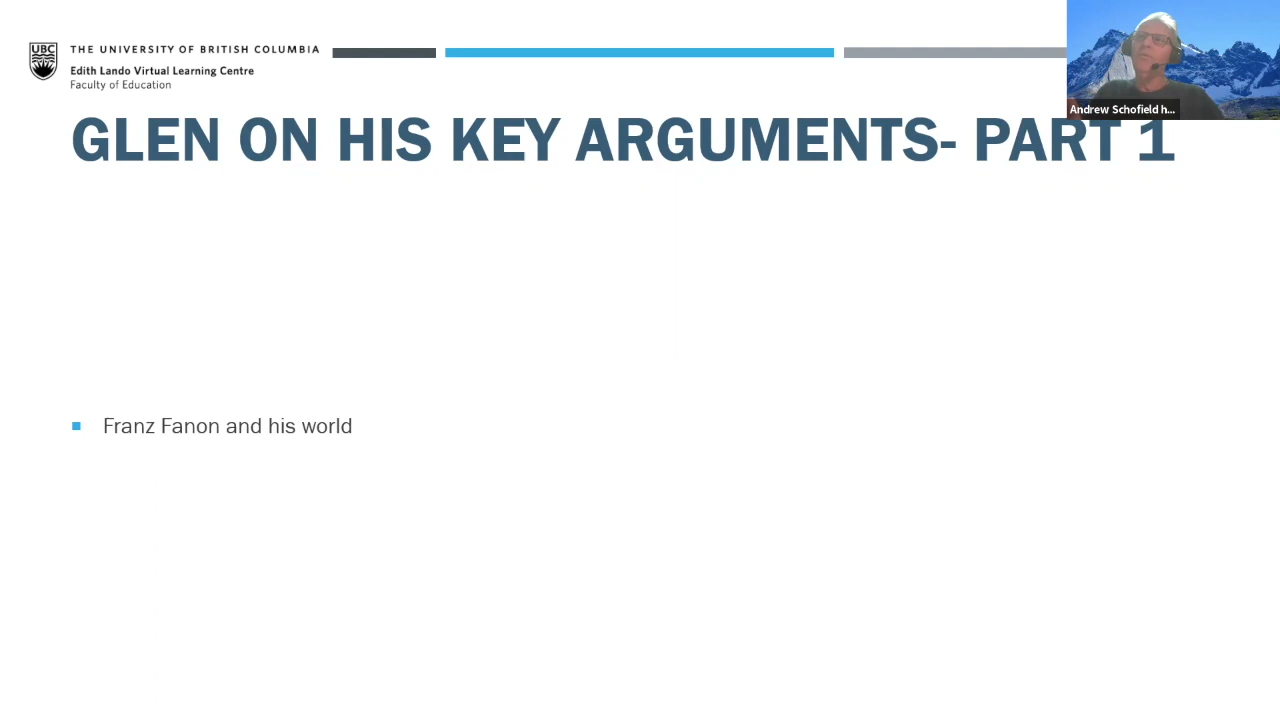 UBC
THE UNIVERSITY OF BRITISH COLUMBIA
Edith Lando Virtual Learning Centre
Faculty of Education
Andrew Schofield h...
GLEN ON HIS KEY ARGUMENTS- PART 1
Franz Fanon and his world